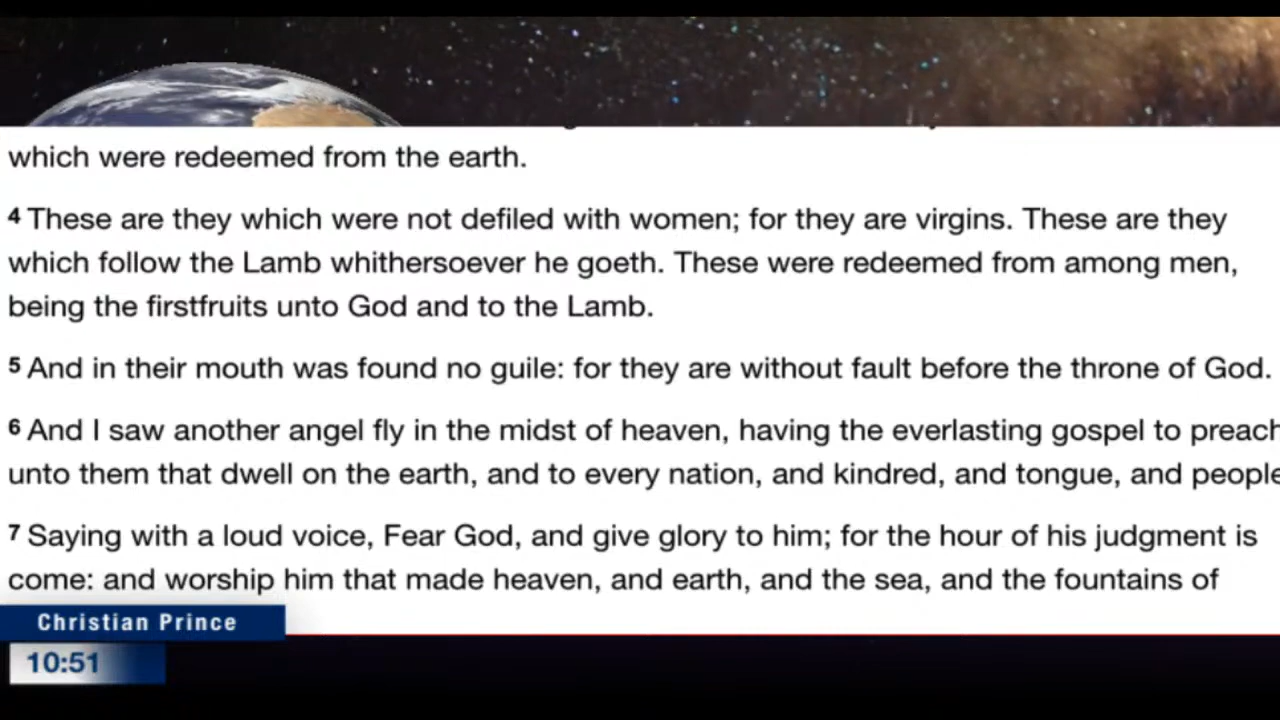 which were redeemed from the earth.
4 These are they which were not defiled with women; for they are virgins. These are they
which follow the Lamb whithersoever he goeth. These were redeemed from among men,
being the firstfruits unto God and to the Lamb.
5 And in their mouth was found no guile: for they are without fault before the throne of God.
6 And I saw another angel fly in the midst of heaven, having the everlasting gospel to preach
unto them that dwell on the earth, and to every nation, and kindred, and tongue, and people
7 Saying with a loud voice, Fear God, and give glory to him; for the hour of his judgment is
come: and worship him that made heaven, and earth, and the sea, and the fountains of
Christian Prince
10:51